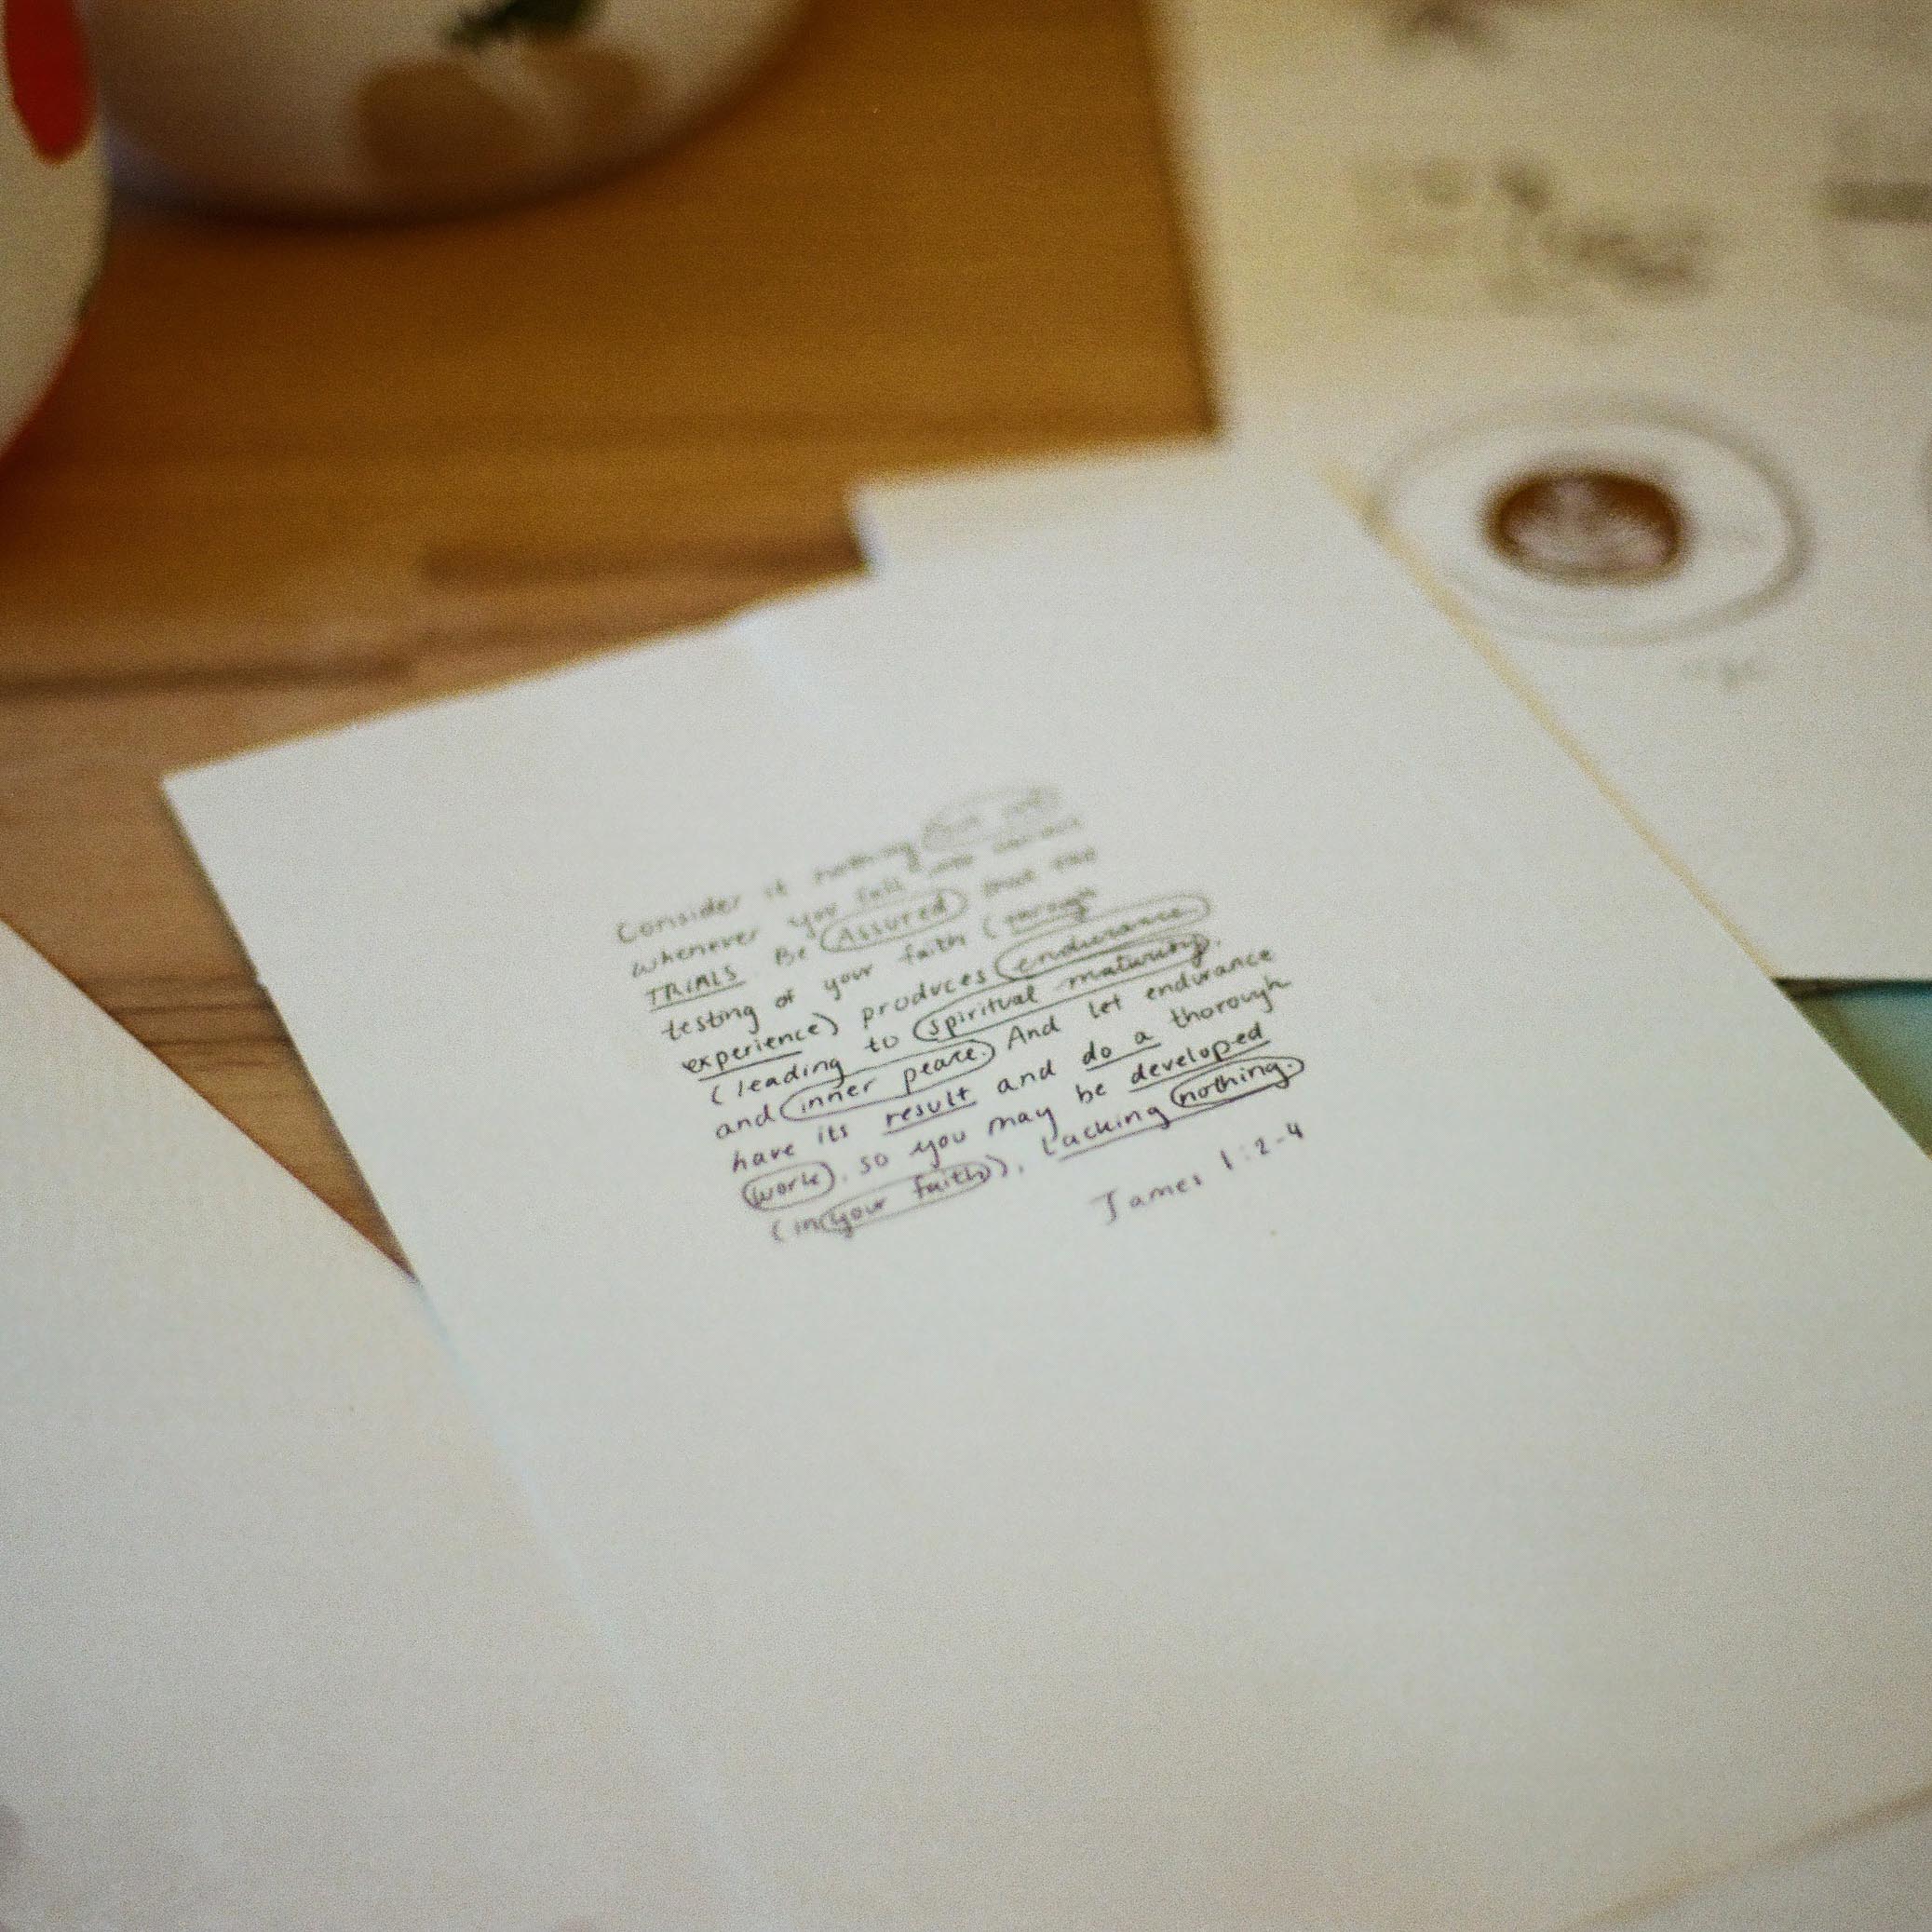 Consider it nothing
whenever you fall into various
TRIALS Be Assured that the
testing of your faith (through
experience) produces endurance
(leading to spiritual maturity,
and inner peace. And let endurance
have its result and do a thorough
work), so you may be developed
(in your faith), Lacking nothing.
James 1:2-4